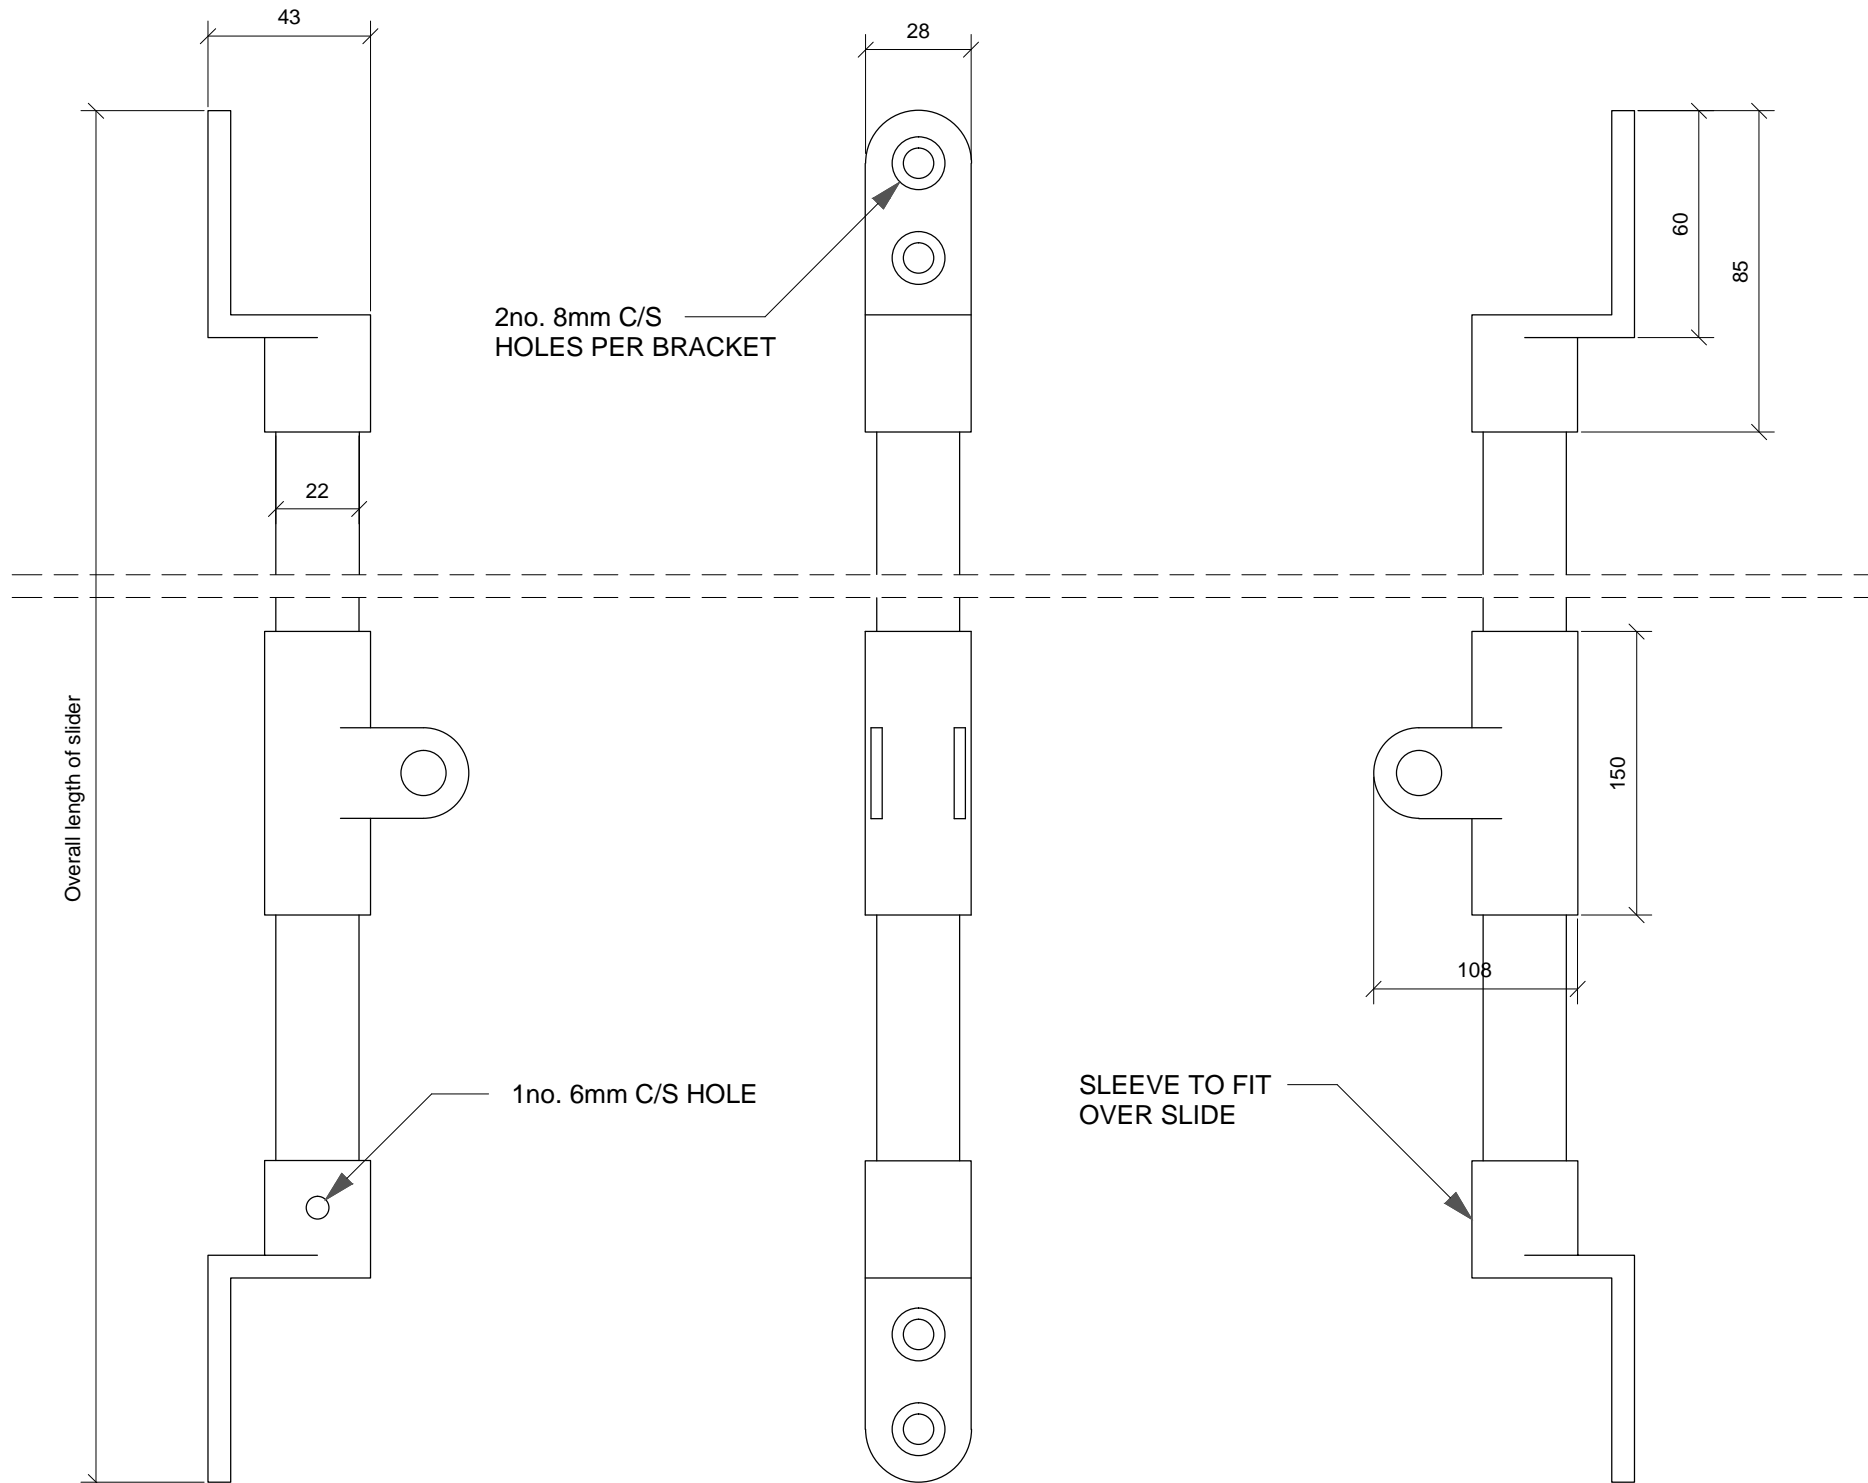 43
28
60
85
2no. 8mm C/S
HOLES PER BRACKET
22
Overall length of slider
150
108
1no. 6mm C/S HOLE
SLEEVE TO FIT
OVER SLIDE